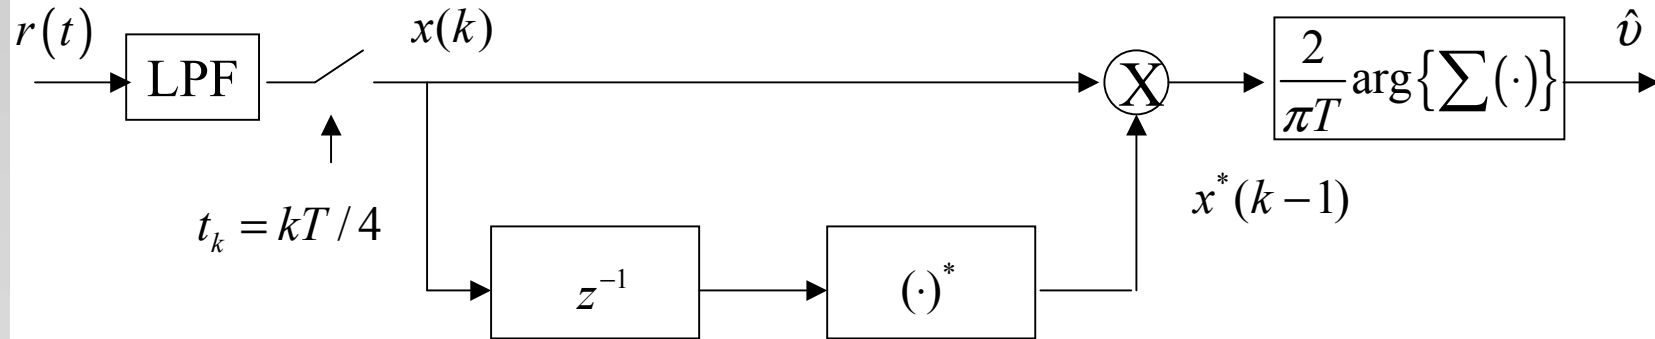 r(t)
LPF
x(k)
X
2/(πT) arg{∑(·)}
υ̂
t_k = kT/4
x*(k−1)
z⁻¹
(·)*